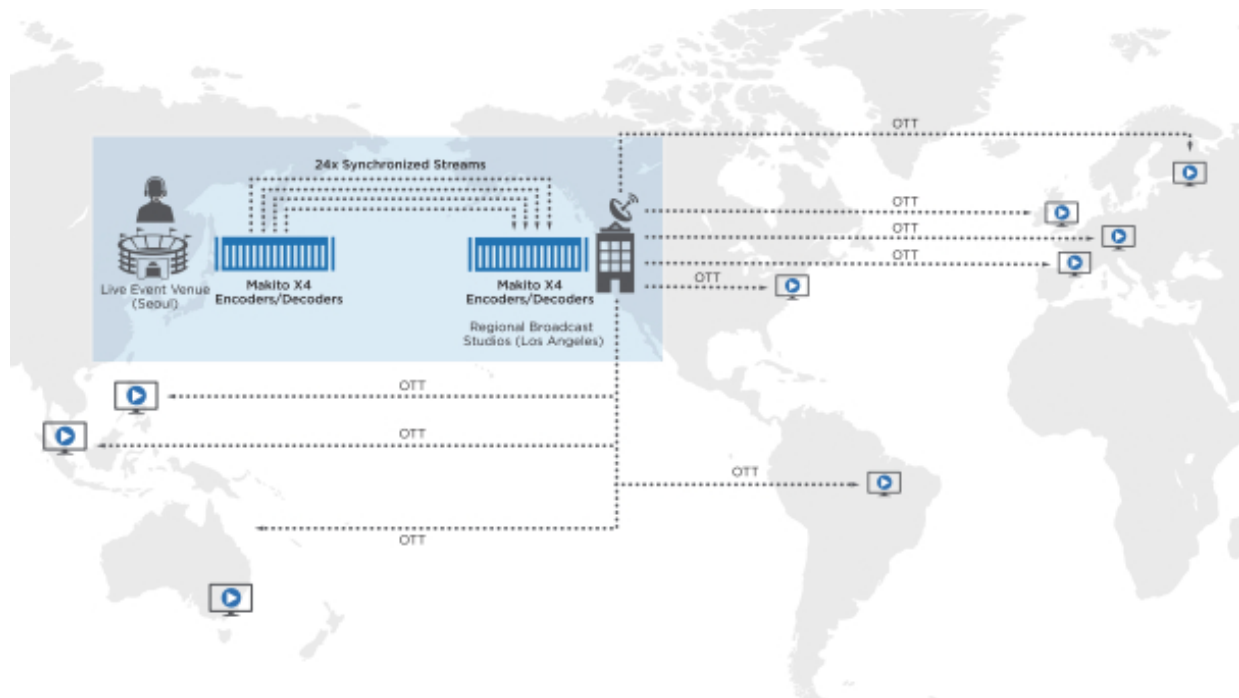 OTT
24x Synchronized Streams
OTT
OTT
OTT
Live Event Venue
(Seoul)
Makito X4
Encoders/Decoders
Makito X4
Encoders/Decoders
Regional Broadcast
Studios (Los Angeles)
OTT
OTT
OTT
OTT
OTT